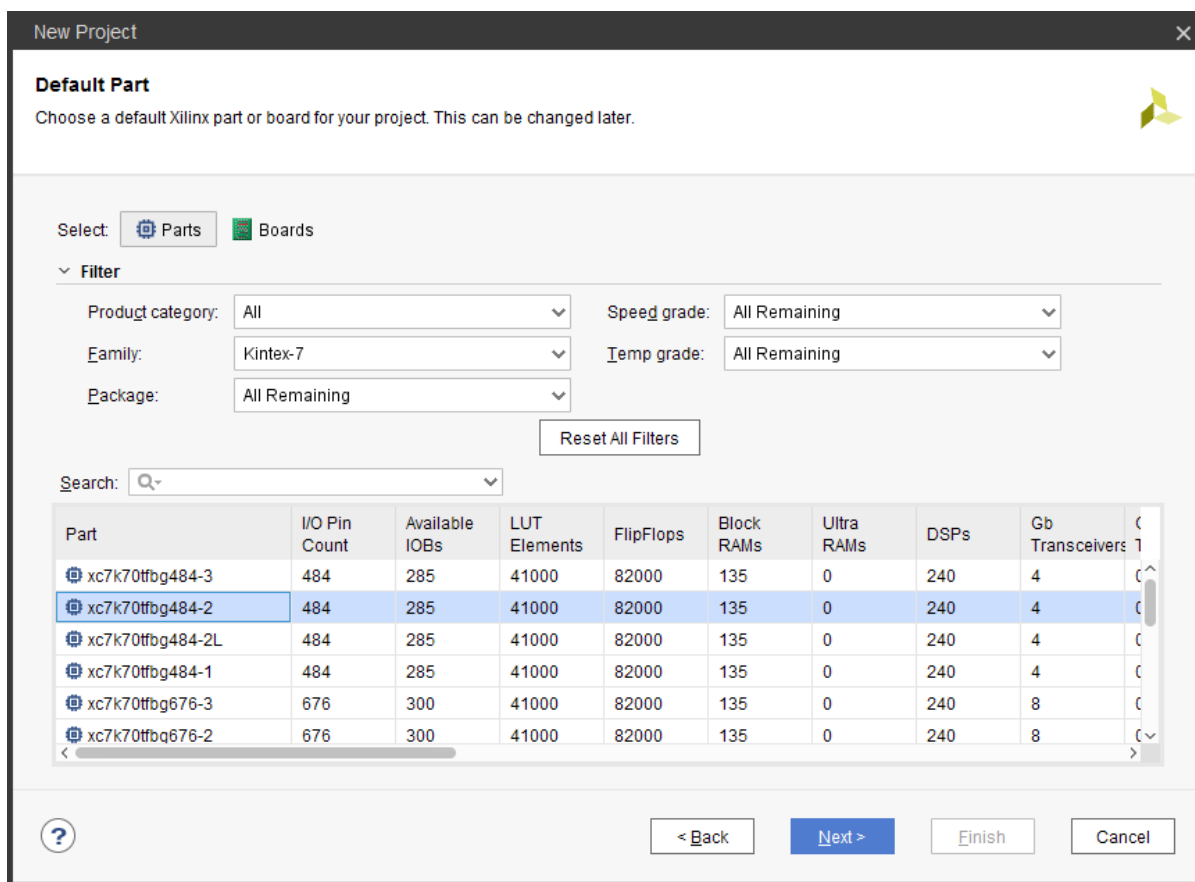 New Project
Default Part
Choose a default Xilinx part or board for your project. This can be changed later.
Select: Parts Boards
Filter
Product category: All Speed grade: All Remaining
Family: Kintex-7 Temp grade: All Remaining
Package: All Remaining
Reset All Filters
Search:
Part I/O Pin Count Available IOBs LUT Elements FlipFlops Block RAMs Ultra RAMs DSPs Gb Transceivers
xc7k70tfbg484-3 484 285 41000 82000 135 0 240 4
xc7k70tfbg484-2 484 285 41000 82000 135 0 240 4
xc7k70tfbg484-2L 484 285 41000 82000 135 0 240 4
xc7k70tfbg484-1 484 285 41000 82000 135 0 240 4
xc7k70tfbg676-3 676 300 41000 82000 135 0 240 8
xc7k70tfbg676-2 676 300 41000 82000 135 0 240 8
? < Back Next > Finish Cancel